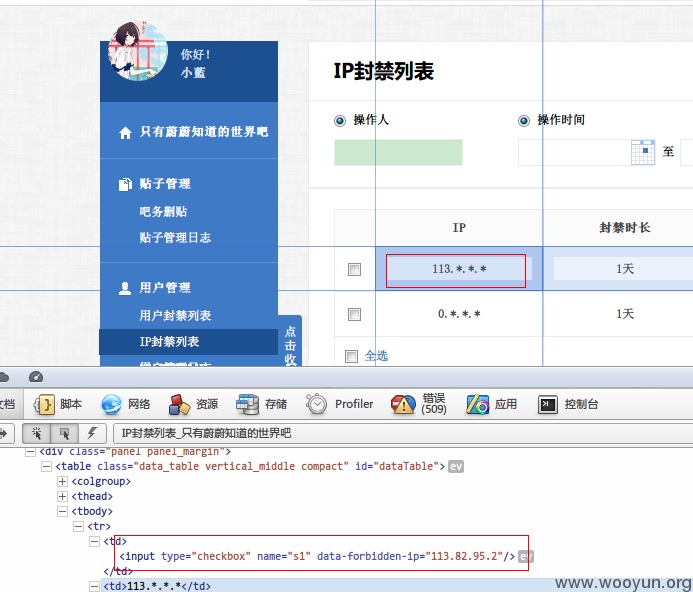 你好!
小藍
只有蔚蔚知道的世界吧
贴子管理
吧务删贴
贴子管理日志
用户管理
用户封禁列表
IP封禁列表
点
击
收
IP封禁列表
操作人
操作时间
至
IP
封禁时长
113.*.*.*
1天
0.*.*.*
1天
全选
文档
脚本
网络
资源
存储
Profiler
错误
(509)
应用
控制台
IP封禁列表_只有蔚蔚知道的世界吧
<div class="panel panel_margin">
<table class="data_table vertical_middle compact" id="dataTable"> ev
<colgroup>
<thead>
<tbody>
<tr>
<td>
<input type="checkbox" name="s1" data-forbidden-ip="113.82.95.2"/> ev
</td>
<td>113.*.*.*</td>
www.wooyun.org